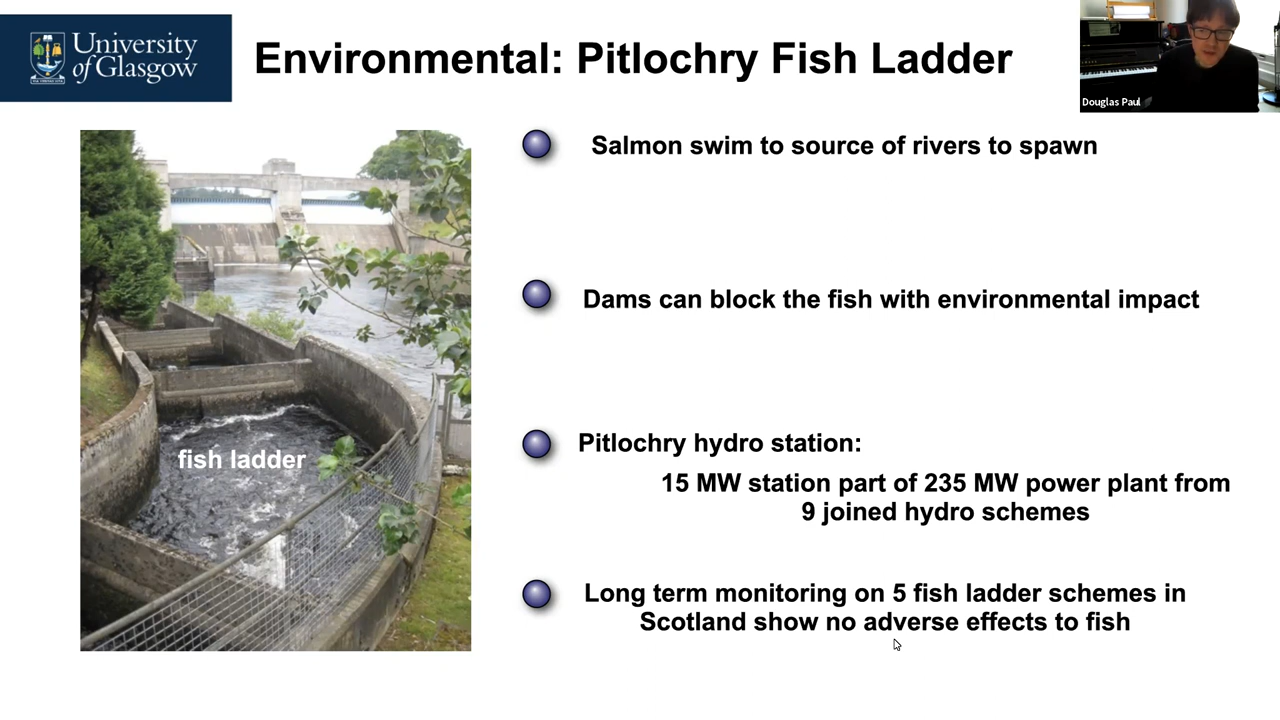 University
of Glasgow
Environmental: Pitlochry Fish Ladder
Douglas Paul
Salmon swim to source of rivers to spawn
Dams can block the fish with environmental impact
fish ladder
Pitlochry hydro station:
15 MW station part of 235 MW power plant from
9 joined hydro schemes
Long term monitoring on 5 fish ladder schemes in
Scotland show no adverse effects to fish